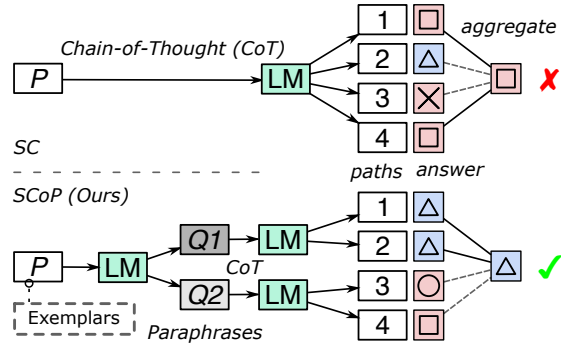 Chain-of-Thought (CoT)
aggregate
P
LM
1
2
3
4
SC
paths answer
SCoP (Ours)
P
LM
Q1
Q2
LM
LM
CoT
1
2
3
4
Exemplars
Paraphrases